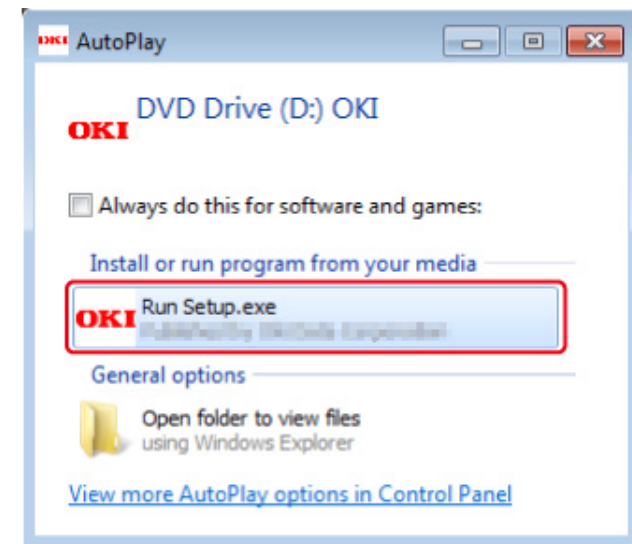 OKI AutoPlay
DVD Drive (D:) OKI
OKI
Always do this for software and games:
Install or run program from your media
OKI Run Setup.exe
General options
Open folder to view files
using Windows Explorer
View more AutoPlay options in Control Panel